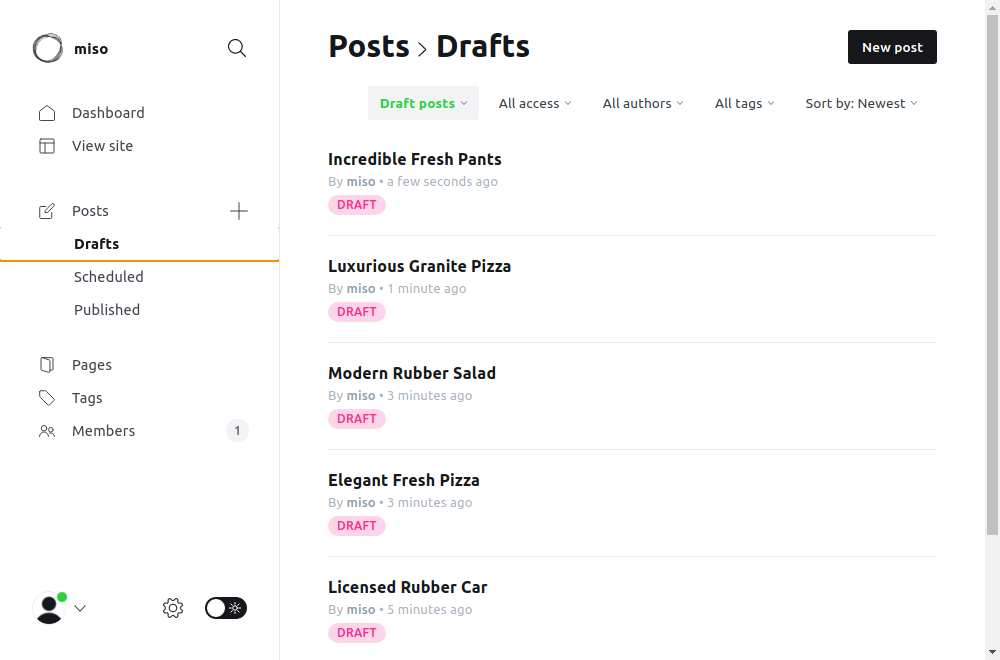 miso
Dashboard
View site
Posts
Drafts
Scheduled
Published
Pages
Tags
Members 1
Posts > Drafts
New post
Draft posts All access All authors All tags Sort by: Newest
Incredible Fresh Pants
By miso • a few seconds ago
DRAFT
Luxurious Granite Pizza
By miso • 1 minute ago
DRAFT
Modern Rubber Salad
By miso • 3 minutes ago
DRAFT
Elegant Fresh Pizza
By miso • 3 minutes ago
DRAFT
Licensed Rubber Car
By miso • 5 minutes ago
DRAFT